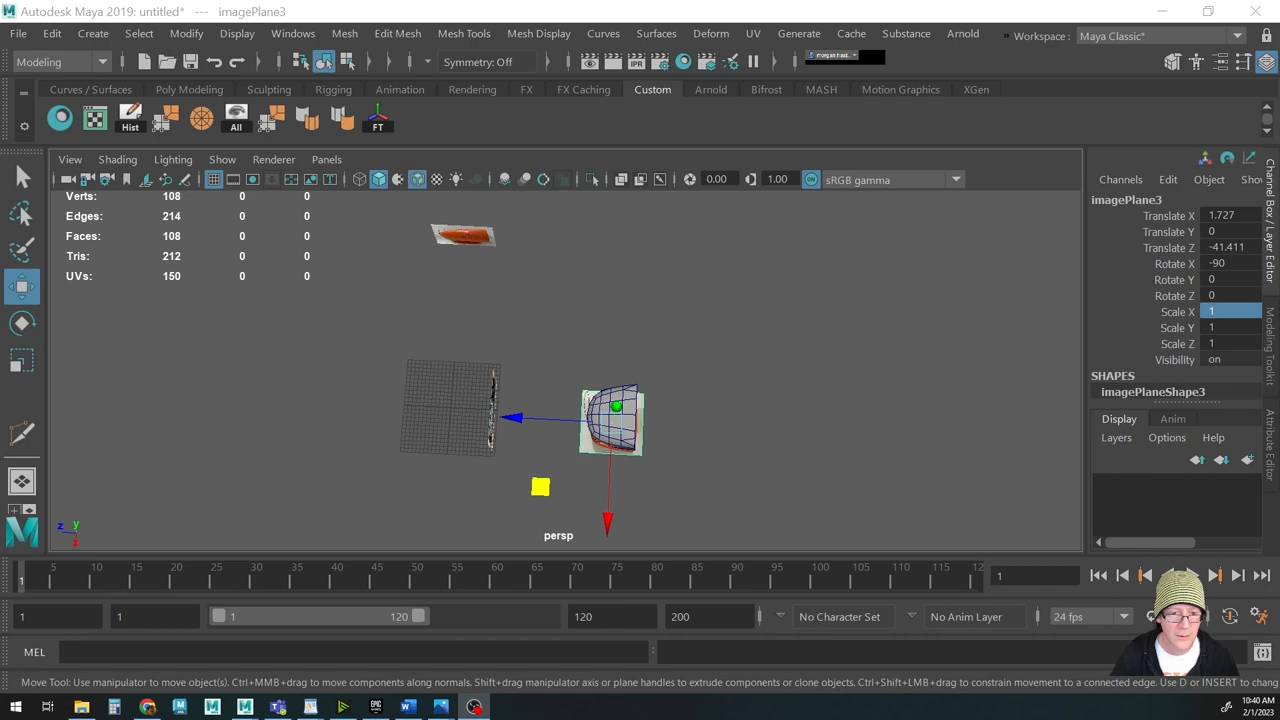 Autodesk Maya 2019: untitled* --- imagePlane3
File Edit Create Select Modify Display Windows Mesh Edit Mesh Mesh Tools Mesh Display Curves Surfaces Deform UV Generate Cache Substance Arnold » Workspace: Maya Classic*
Modeling Symmetry: Off IPR
Curves / Surfaces Poly Modeling Sculpting Rigging Animation Rendering FX FX Caching Custom Arnold Bifrost MASH Motion Graphics XGen
Hist All FT
View Shading Lighting Show Renderer Panels
0.00 1.00 ON sRGB gamma
Verts: 108 0 0
Edges: 214 0 0
Faces: 108 0 0
Tris: 212 0 0
UVs: 150 0 0
z y x
persp
Channels Edit Object Show
imagePlane3
Translate X 1.727
Translate Y 0
Translate Z -41.411
Rotate X -90
Rotate Y 0
Rotate Z 0
Scale X 1
Scale Y 1
Scale Z 1
Visibility on
SHAPES
imagePlaneShape3
Display Anim
Layers Options Help
Channel Box / Layer Editor
Modeling Toolkit
Attribute Editor
1 5 10 15 20 25 30 35 40 45 50 55 60 65 70 75 80 85 90 95 100 105 110 115 12 1
1 1 1 120 120 200 No Character Set No Anim Layer 24 fps
MEL
Move Tool: Use manipulator to move object(s). Ctrl+MMB+drag to move components along normals. Shift+drag manipulator axis or plane handles to extrude components or clone objects. Ctrl+Shift+LMB+drag to constrain movement to a connected edge. Use D or INSERT to chang
10:40 AM
2/1/2023